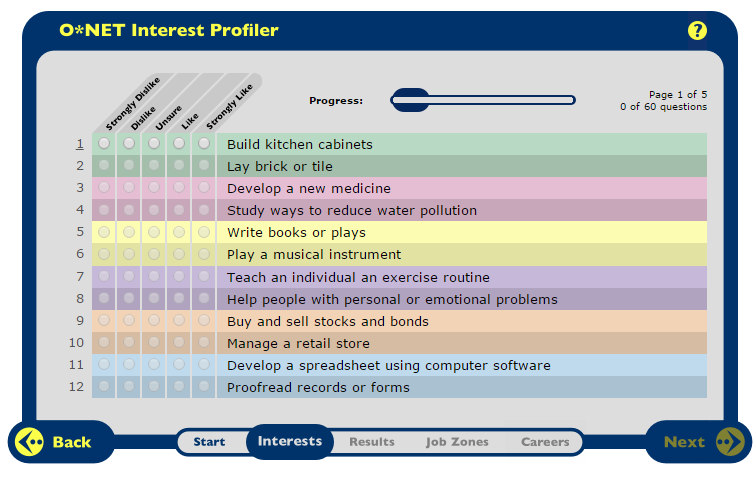 O*NET Interest Profiler
?
Strongly Dislike
Dislike
Unsure
Like
Strongly Like
Progress:
Page 1 of 5
0 of 60 questions
1 Build kitchen cabinets
2 Lay brick or tile
3 Develop a new medicine
4 Study ways to reduce water pollution
5 Write books or plays
6 Play a musical instrument
7 Teach an individual an exercise routine
8 Help people with personal or emotional problems
9 Buy and sell stocks and bonds
10 Manage a retail store
11 Develop a spreadsheet using computer software
12 Proofread records or forms
Back Start Interests Results Job Zones Careers Next